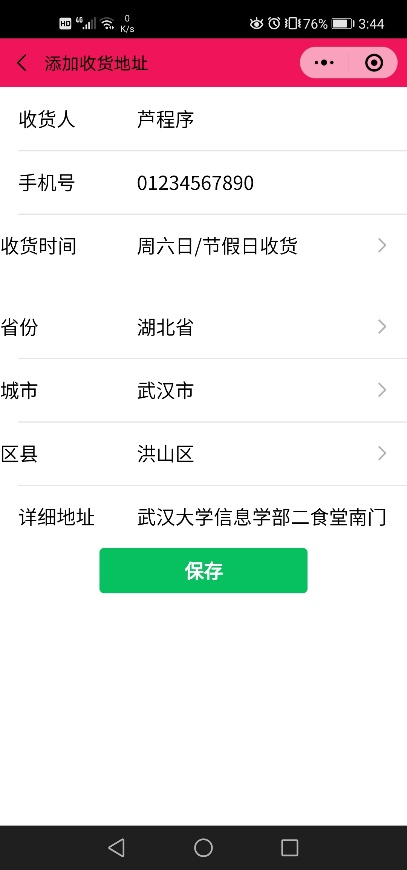 HD 4G 0 K/s 76% 3:44
添加收货地址
收货人 芦程序
手机号 01234567890
收货时间 周六日/节假日收货
省份 湖北省
城市 武汉市
区县 洪山区
详细地址 武汉大学信息学部二食堂南门
保存